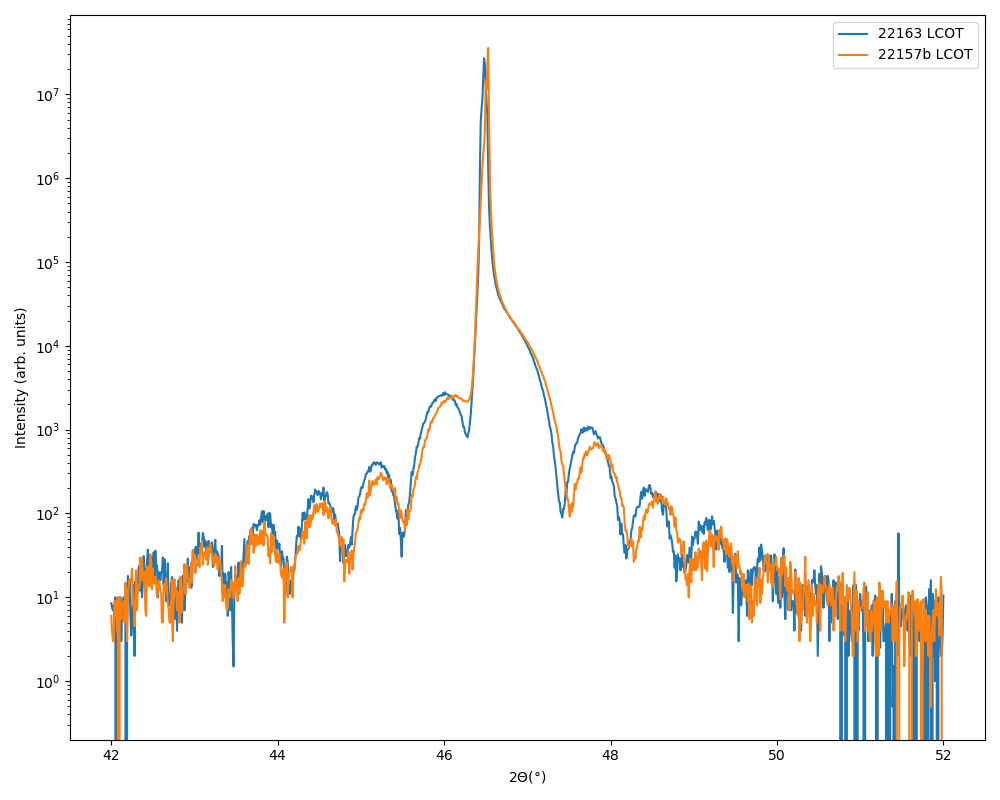 22163 LCOT
22157b LCOT
10⁷
10⁶
10⁵
10⁴
10³
10²
10¹
10⁰
Intensity (arb. units)
42 44 46 48 50 52
2Θ(°)